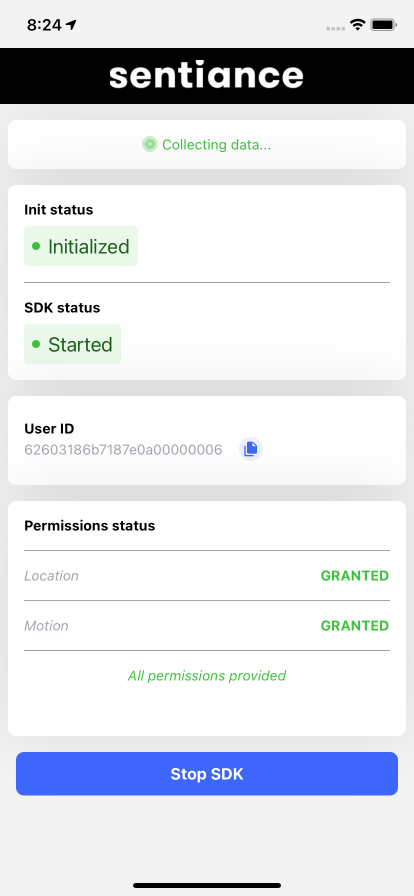 8:24
sentiance
Collecting data...
Init status
Initialized
SDK status
Started
User ID
62603186b7187e0a00000006
Permissions status
Location GRANTED
Motion GRANTED
All permissions provided
Stop SDK